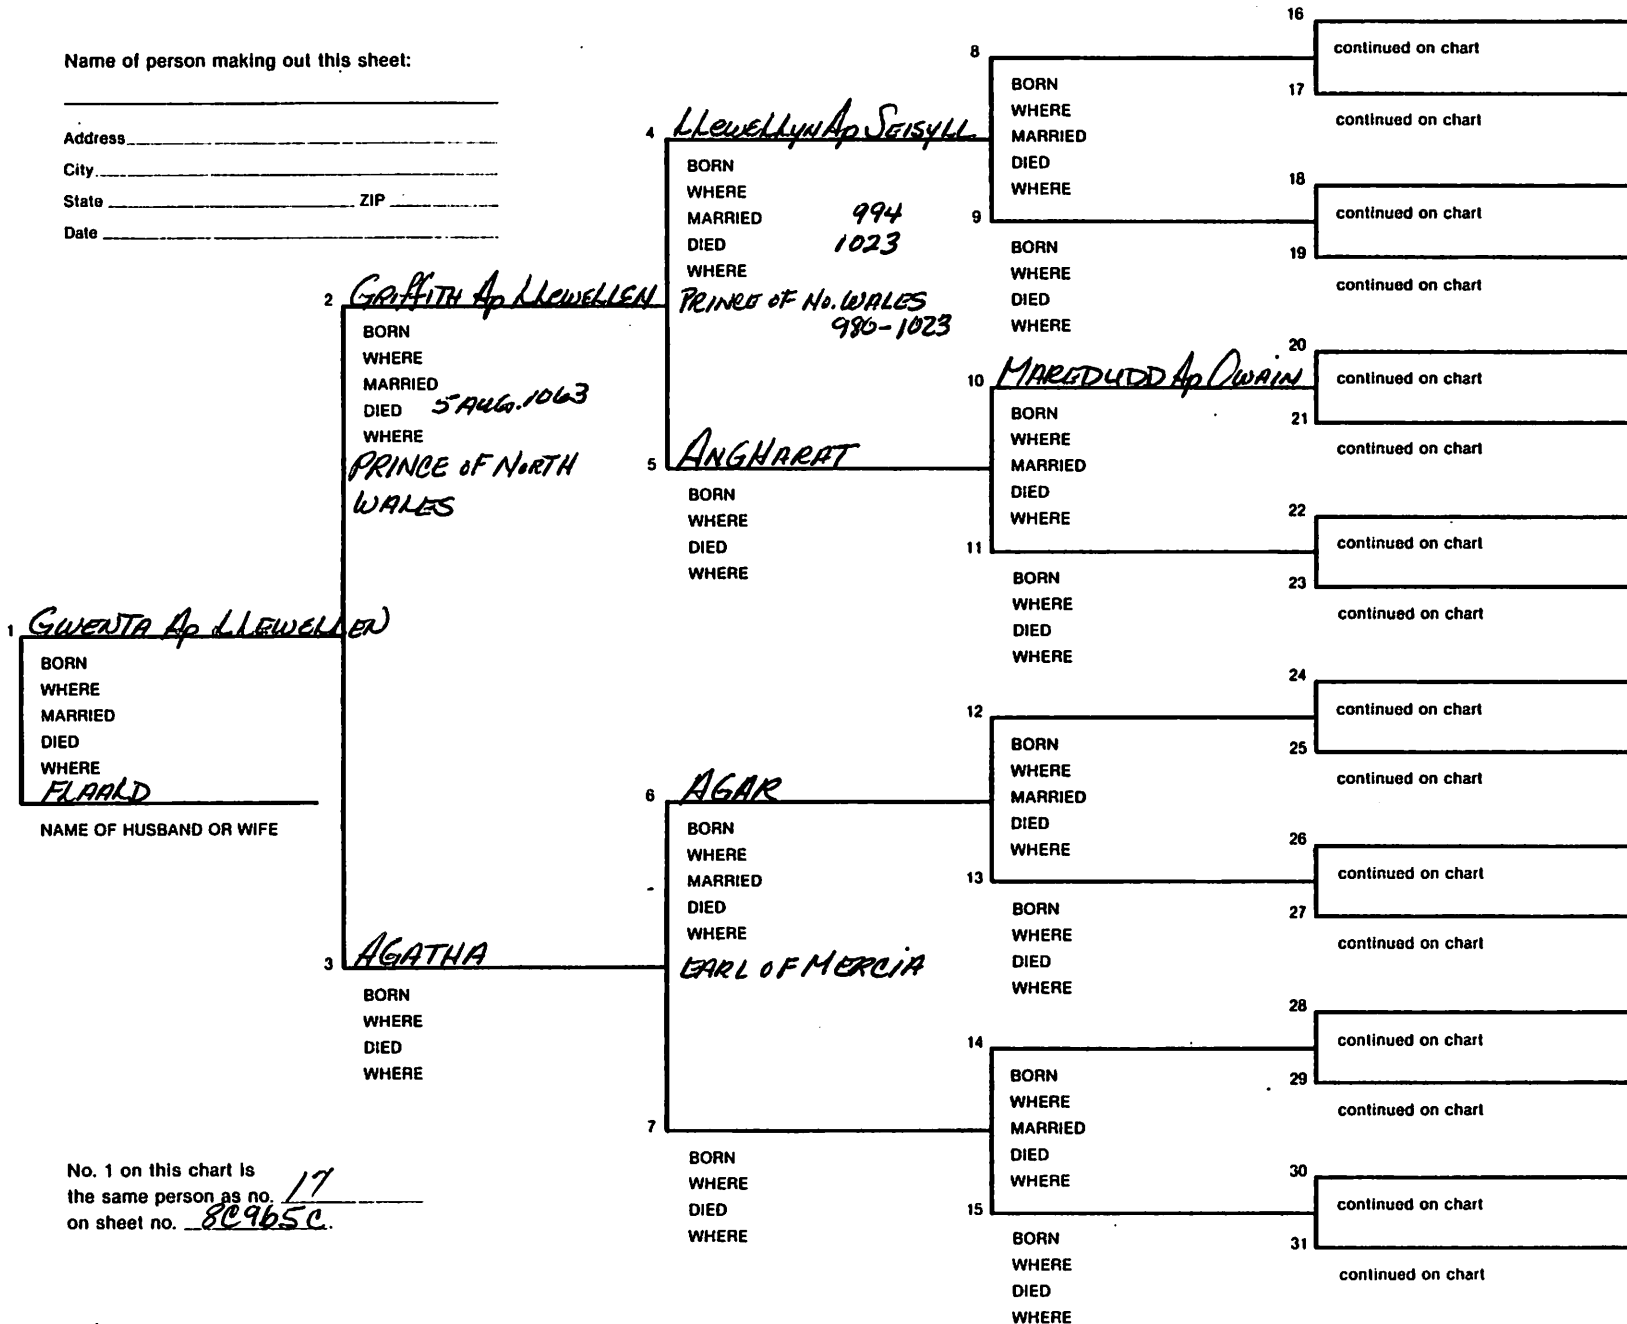 Name of person making out this sheet:
Address
City
State ZIP
Date
1 GWENTA Ap LLEWELLEN
BORN
WHERE
MARRIED
DIED
WHERE
FLAALD
NAME OF HUSBAND OR WIFE
No. 1 on this chart is
the same person as no. 17
on sheet no. 8C9b5C.
2 GRIFFITH Ap LLEWELLEN
BORN
WHERE
MARRIED
DIED 5 AUG. 1063
WHERE
PRINCE OF NORTH
WALES
3 AGATHA
BORN
WHERE
DIED
WHERE
4 LLEWELLYN Ap SEISYLL
BORN
WHERE
MARRIED 994
DIED 1023
WHERE
PRINCE OF NO. WALES
980-1023
5 ANGHARAT
BORN
WHERE
DIED
WHERE
6 AGAR
BORN
WHERE
MARRIED
DIED
WHERE
EARL OF MERCIA
7
BORN
WHERE
DIED
WHERE
8
BORN
WHERE
MARRIED
DIED
WHERE
9
BORN
WHERE
DIED
WHERE
10 MAREDUDD Ap OWAIN
BORN
WHERE
MARRIED
DIED
WHERE
11
BORN
WHERE
DIED
WHERE
12
BORN
WHERE
MARRIED
DIED
WHERE
13
BORN
WHERE
DIED
WHERE
14
BORN
WHERE
MARRIED
DIED
WHERE
15
BORN
WHERE
DIED
WHERE
16
continued on chart
17
continued on chart
18
continued on chart
19
continued on chart
20
continued on chart
21
continued on chart
22
continued on chart
23
continued on chart
24
continued on chart
25
continued on chart
26
continued on chart
27
continued on chart
28
continued on chart
29
continued on chart
30
continued on chart
31
continued on chart